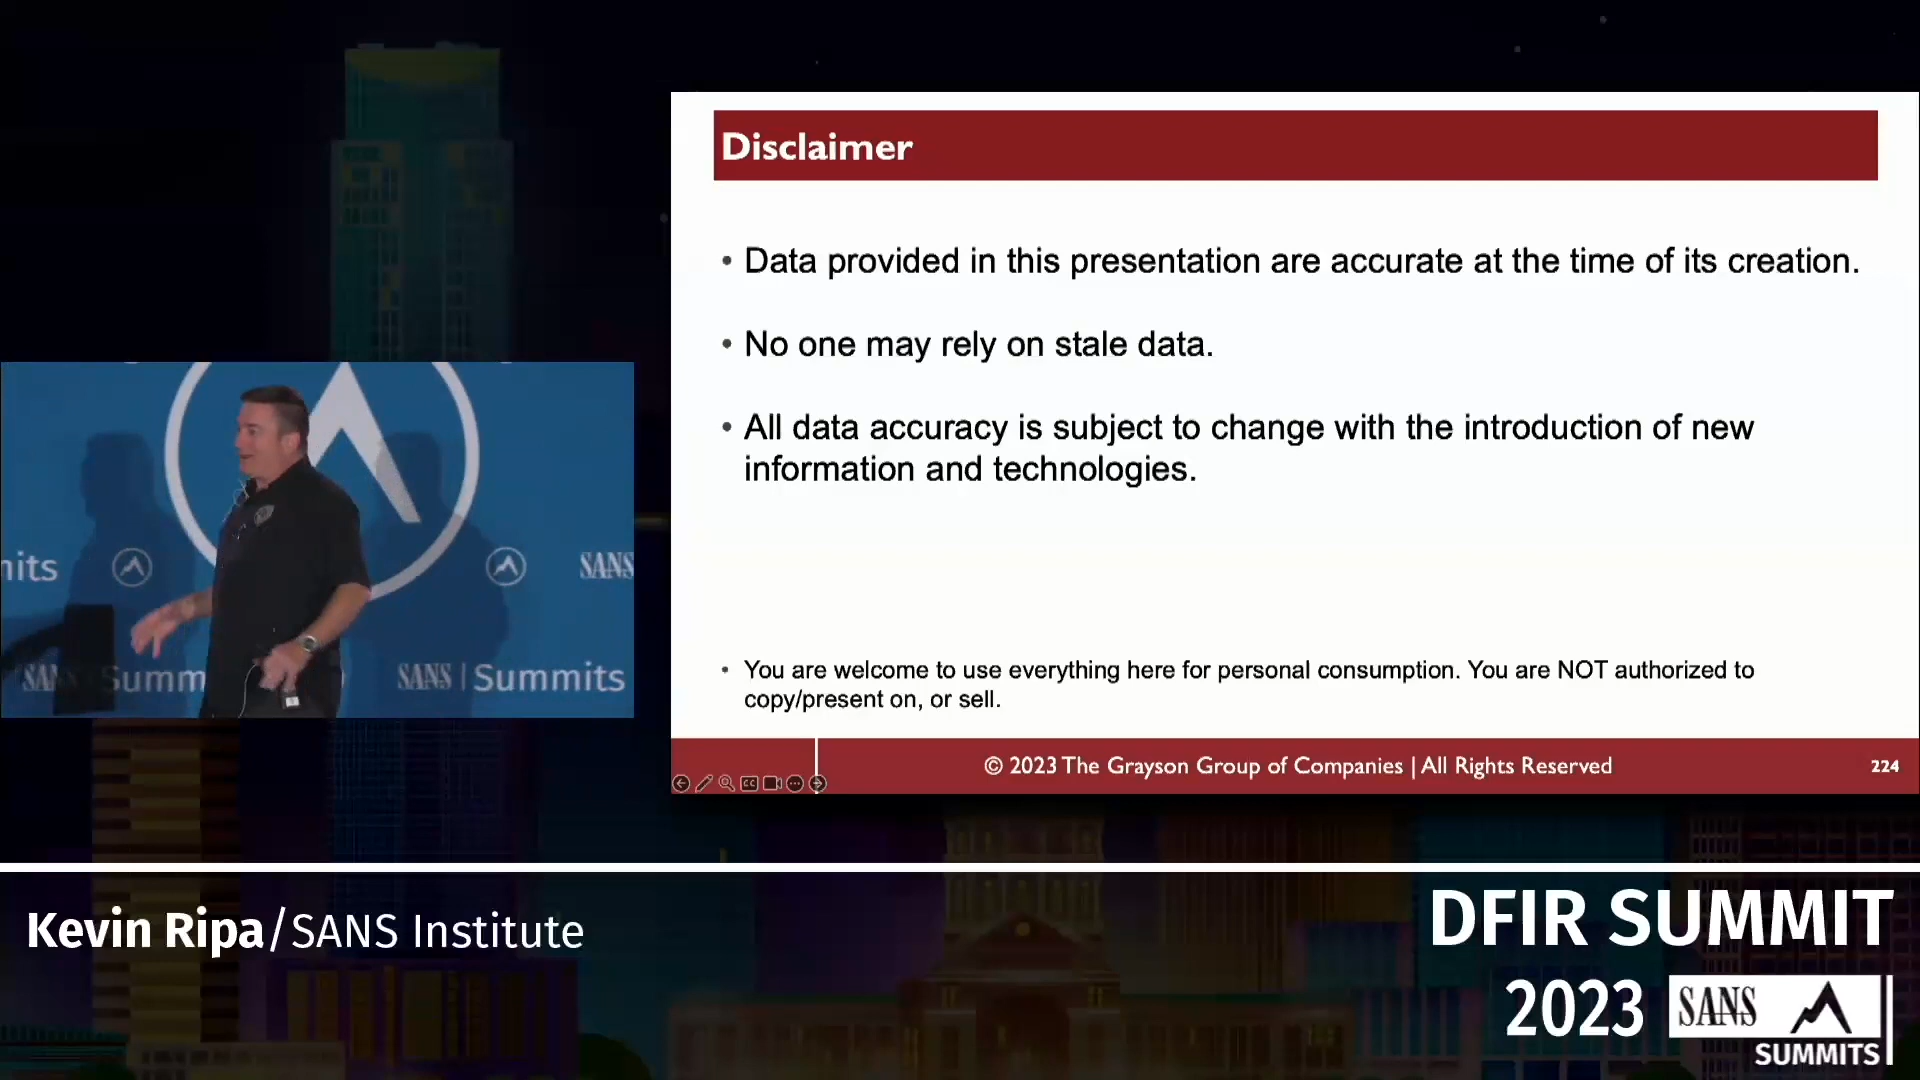 Disclaimer
• Data provided in this presentation are accurate at the time of its creation.
• No one may rely on stale data.
• All data accuracy is subject to change with the introduction of new
information and technologies.
• You are welcome to use everything here for personal consumption. You are NOT authorized to
copy/present on, or sell.
© 2023 The Grayson Group of Companies | All Rights Reserved
224
CC
nits
SANS
SANS Summ
SANS | Summits
Kevin Ripa/SANS Institute
DFIR SUMMIT
2023
SANS
SUMMITS